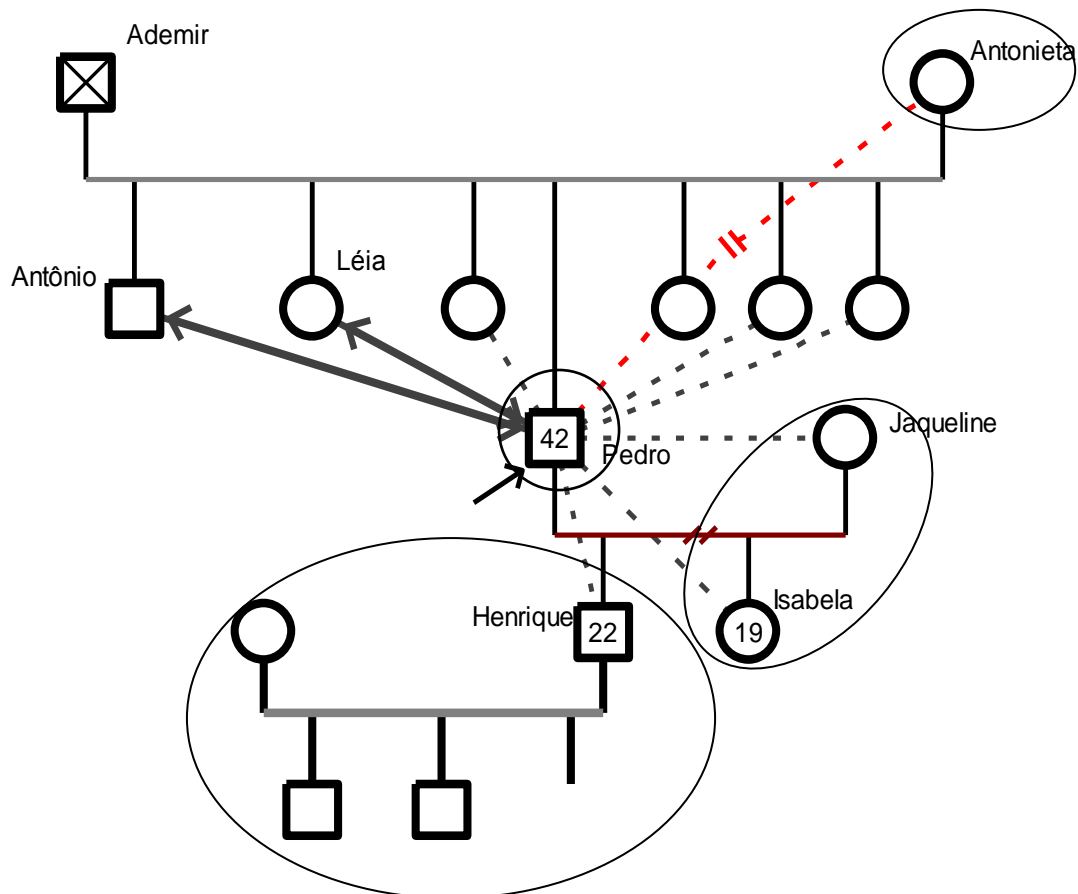 Ademir
Antonieta
Antônio
Léia
42
Pedro
Jaqueline
Henrique
22
Isabela
19